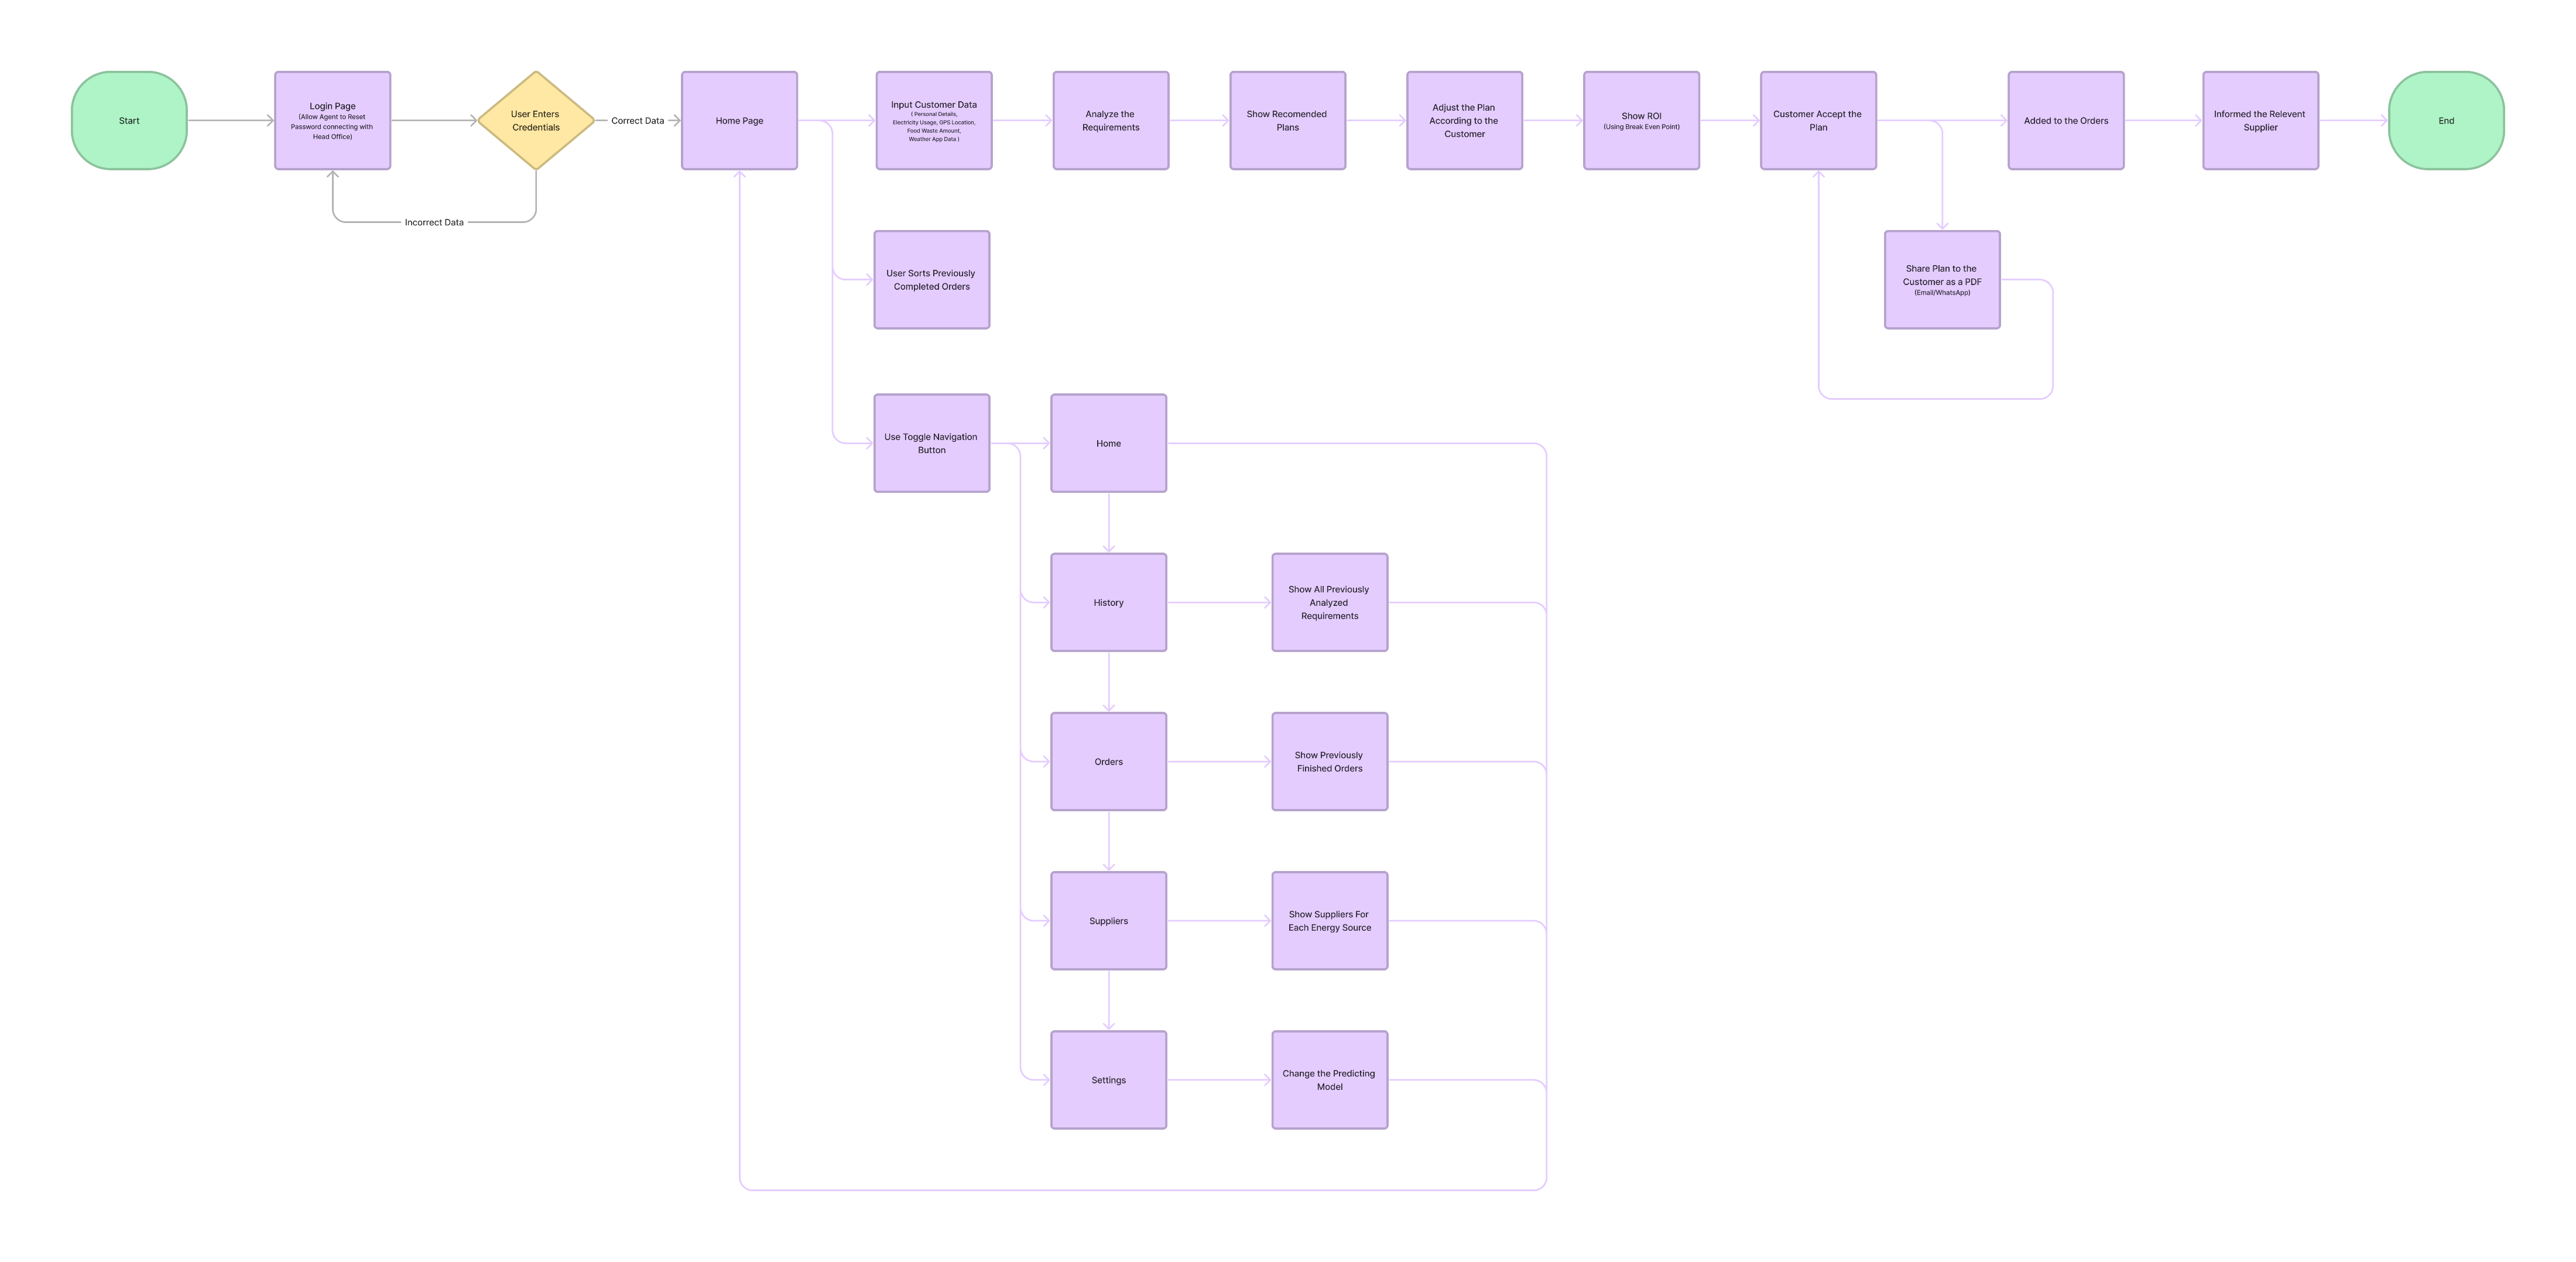 Start
Login Page
(Allow Agent to Reset
Password connecting with
Head Office)
User Enters
Credentials
Correct Data
Incorrect Data
Home Page
Input Customer Data
( Personal Details,
Electricity Usage, GPS Location,
Food Waste Amount,
Weather App Data )
Analyze the
Requirements
Show Recomended
Plans
Adjust the Plan
According to the
Customer
Show ROI
(Using Break Even Point)
Customer Accept the
Plan
Added to the Orders
Informed the Relevent
Supplier
End
User Sorts Previously
Completed Orders
Share Plan to the
Customer as a PDF
(Email/WhatsApp)
Use Toggle Navigation
Button
Home
History
Show All Previously
Analyzed
Requirements
Orders
Show Previously
Finished Orders
Suppliers
Show Suppliers For
Each Energy Source
Settings
Change the Predicting
Model